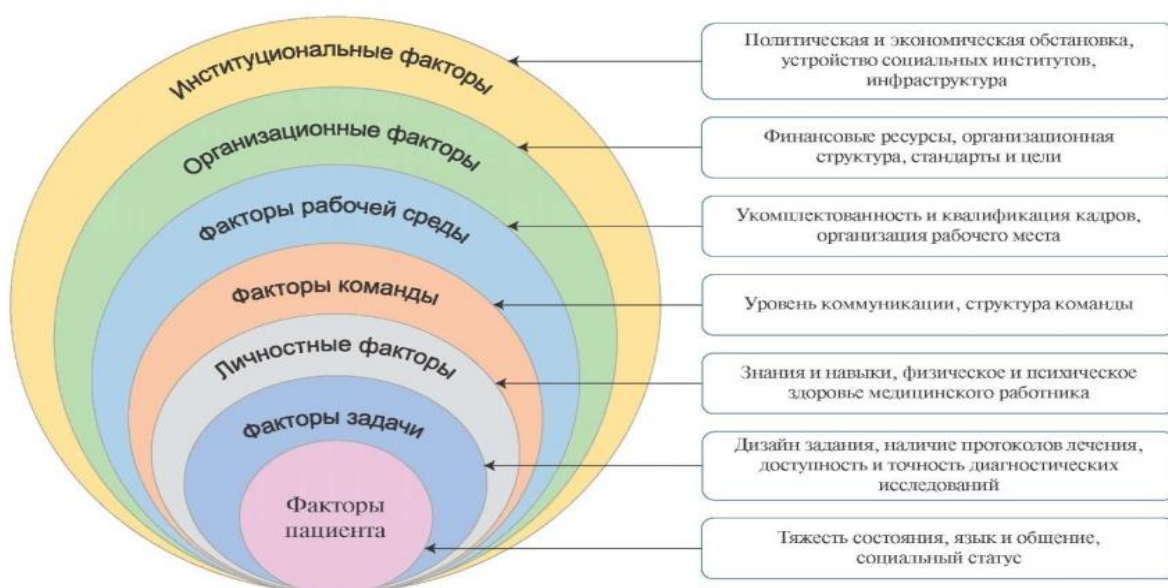 Институциональные факторы
Политическая и экономическая обстановка,
устройство социальных институтов,
инфраструктура
Организационные факторы
Финансовые ресурсы, организационная
структура, стандарты и цели
Факторы рабочей среды
Укомплектованность и квалификация кадров,
организация рабочего места
Факторы команды
Уровень коммуникации, структура команды
Личностные факторы
Знания и навыки, физическое и психическое
здоровье медицинского работника
Факторы задачи
Дизайн задания, наличие протоколов лечения,
доступность и точность диагностических
исследований
Факторы
пациента
Тяжесть состояния, язык и общение,
социальный статус